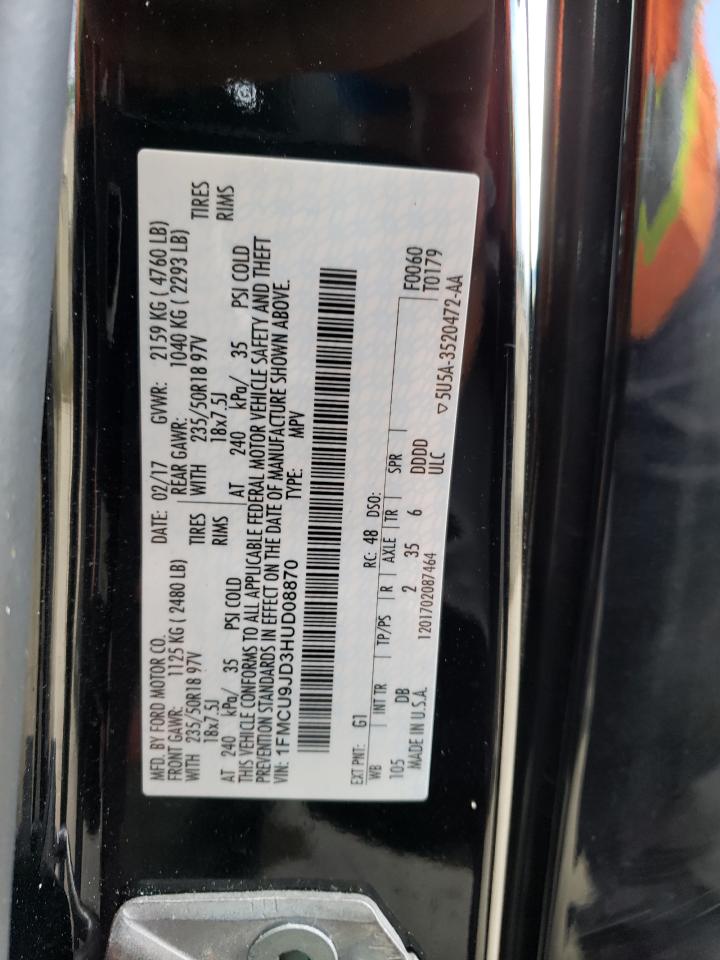 MFD. BY FORD MOTOR CO. DATE: 02/17 GVWR: 2159 KG ( 4760 LB)
FRONT GAWR: 1125 KG ( 2480 LB) REAR GAWR: 1040 KG ( 2293 LB)
WITH 235/50R18 97V TIRES WITH 235/50R18 97V TIRES
18x7.5J RIMS 18x7.5J RIMS
AT 240 kPa/ 35 PSI COLD AT 240 kPa/ 35 PSI COLD
THIS VEHICLE CONFORMS TO ALL APPLICABLE FEDERAL MOTOR VEHICLE SAFETY AND THEFT
PREVENTION STANDARDS IN EFFECT ON THE DATE OF MANUFACTURE SHOWN ABOVE.
VIN: 1FMCU9JD3HUD08870 TYPE: MPV
EXT PNT: G1 RC: 48 DSO: F0060
WB INT TR TP/PS R AXLE TR SPR T0179
105 DB 2 35 6 DDDD
MADE IN U.S.A. 1201702087464 ULC ▽5U5A-3520472-AA